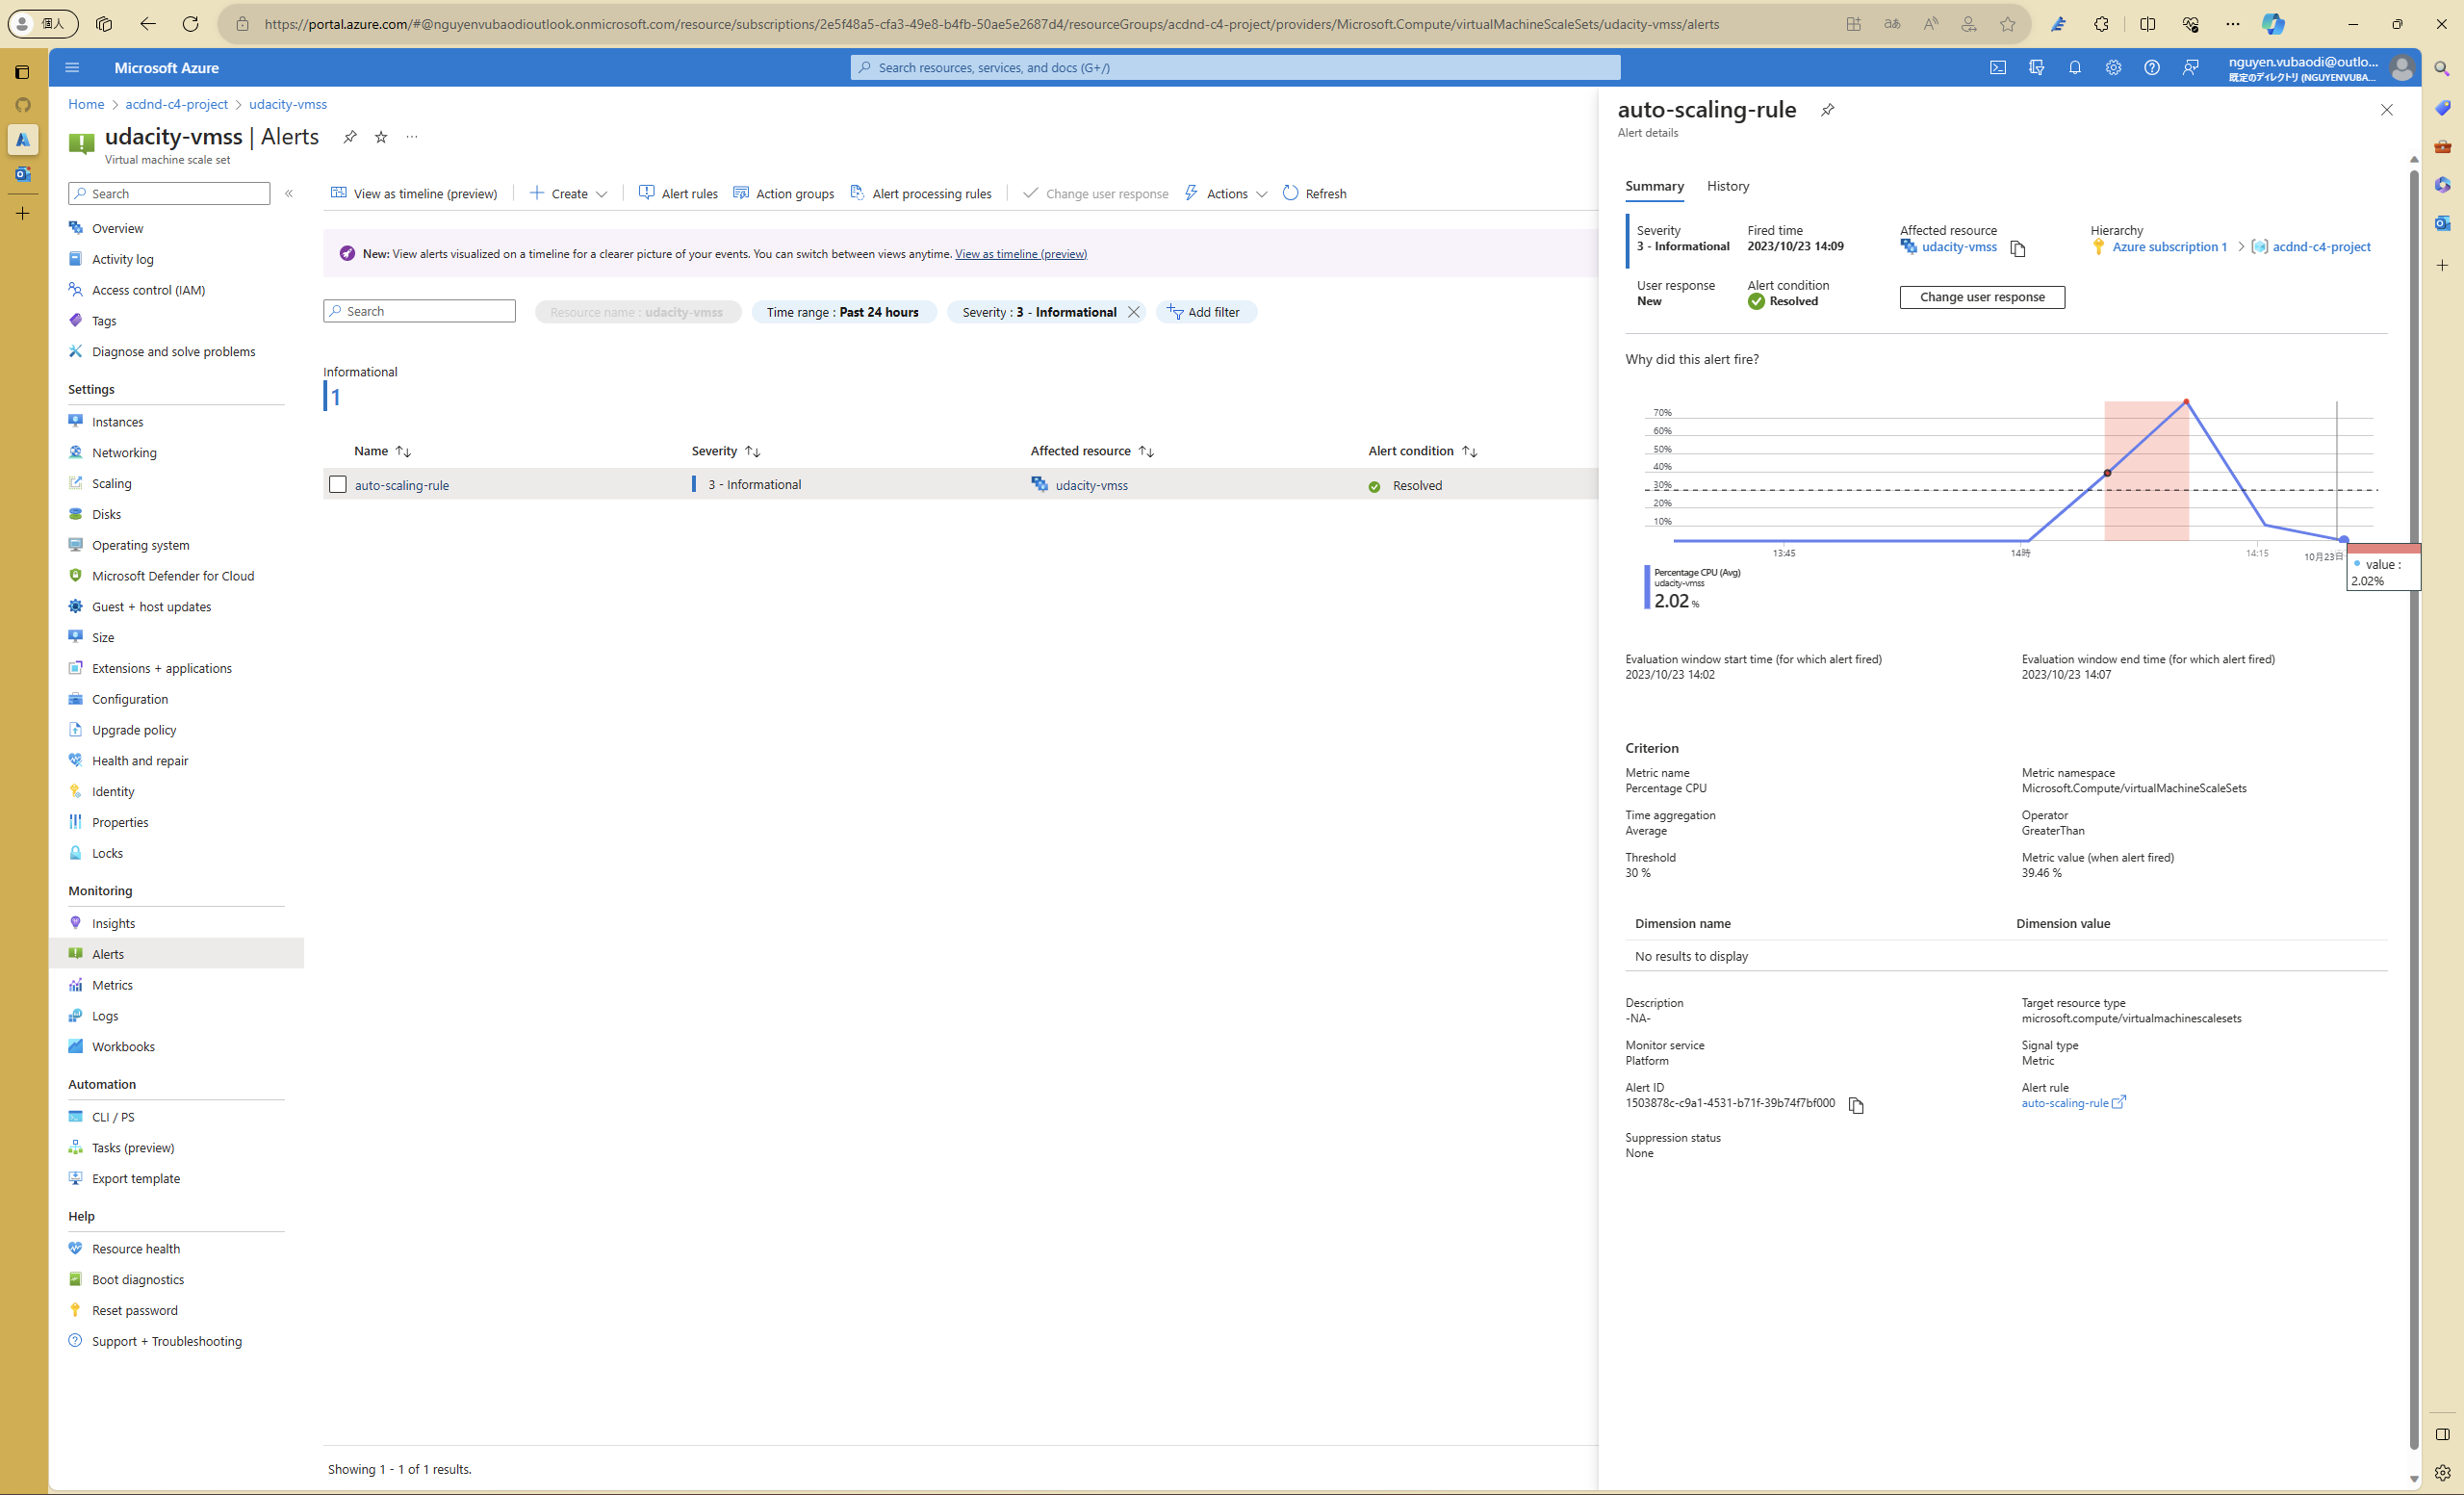 個人
https://portal.azure.com/#@nguyenvubaodioutlook.onmicrosoft.com/resource/subscriptions/2e5f48a5-cfa3-49e8-b4fb-50ae5e2687d4/resourceGroups/acdnd-c4-project/providers/Microsoft.Compute/virtualMachineScaleSets/udacity-vmss/alerts
Microsoft Azure
Search resources, services, and docs (G+/)
nguyen.vubaodi@outlo...
既定のディレクトリ (NGUYENVUBA...
Home > acdnd-c4-project > udacity-vmss
udacity-vmss | Alerts
Virtual machine scale set
Search
Overview
Activity log
Access control (IAM)
Tags
Diagnose and solve problems
Settings
Instances
Networking
Scaling
Disks
Operating system
Microsoft Defender for Cloud
Guest + host updates
Size
Extensions + applications
Configuration
Upgrade policy
Health and repair
Identity
Properties
Locks
Monitoring
Insights
Alerts
Metrics
Logs
Workbooks
Automation
CLI / PS
Tasks (preview)
Export template
Help
Resource health
Boot diagnostics
Reset password
Support + Troubleshooting
View as timeline (preview) Create Alert rules Action groups Alert processing rules Change user response Actions Refresh
New: View alerts visualized on a timeline for a clearer picture of your events. You can switch between views anytime. View as timeline (preview)
Search Resource name : udacity-vmss Time range : Past 24 hours Severity : 3 - Informational Add filter
Informational
1
Name Severity Affected resource Alert condition
auto-scaling-rule 3 - Informational udacity-vmss Resolved
Showing 1 - 1 of 1 results.
auto-scaling-rule
Alert details
Summary History
Severity Fired time Affected resource Hierarchy
3 - Informational 2023/10/23 14:09 udacity-vmss Azure subscription 1 > acdnd-c4-project
User response Alert condition
New Resolved Change user response
Why did this alert fire?
70%
60%
50%
40%
30%
20%
10%
13:45 14時 14:15 10月23日
value :
2.02%
Percentage CPU (Avg)
udacity-vmss
2.02 %
Evaluation window start time (for which alert fired) Evaluation window end time (for which alert fired)
2023/10/23 14:02 2023/10/23 14:07
Criterion
Metric name Metric namespace
Percentage CPU Microsoft.Compute/virtualMachineScaleSets
Time aggregation Operator
Average GreaterThan
Threshold Metric value (when alert fired)
30 % 39.46 %
Dimension name Dimension value
No results to display
Description Target resource type
-NA- microsoft.compute/virtualmachinescalesets
Monitor service Signal type
Platform Metric
Alert ID Alert rule
1503878c-c9a1-4531-b71f-39b74f7bf000 auto-scaling-rule
Suppression status
None